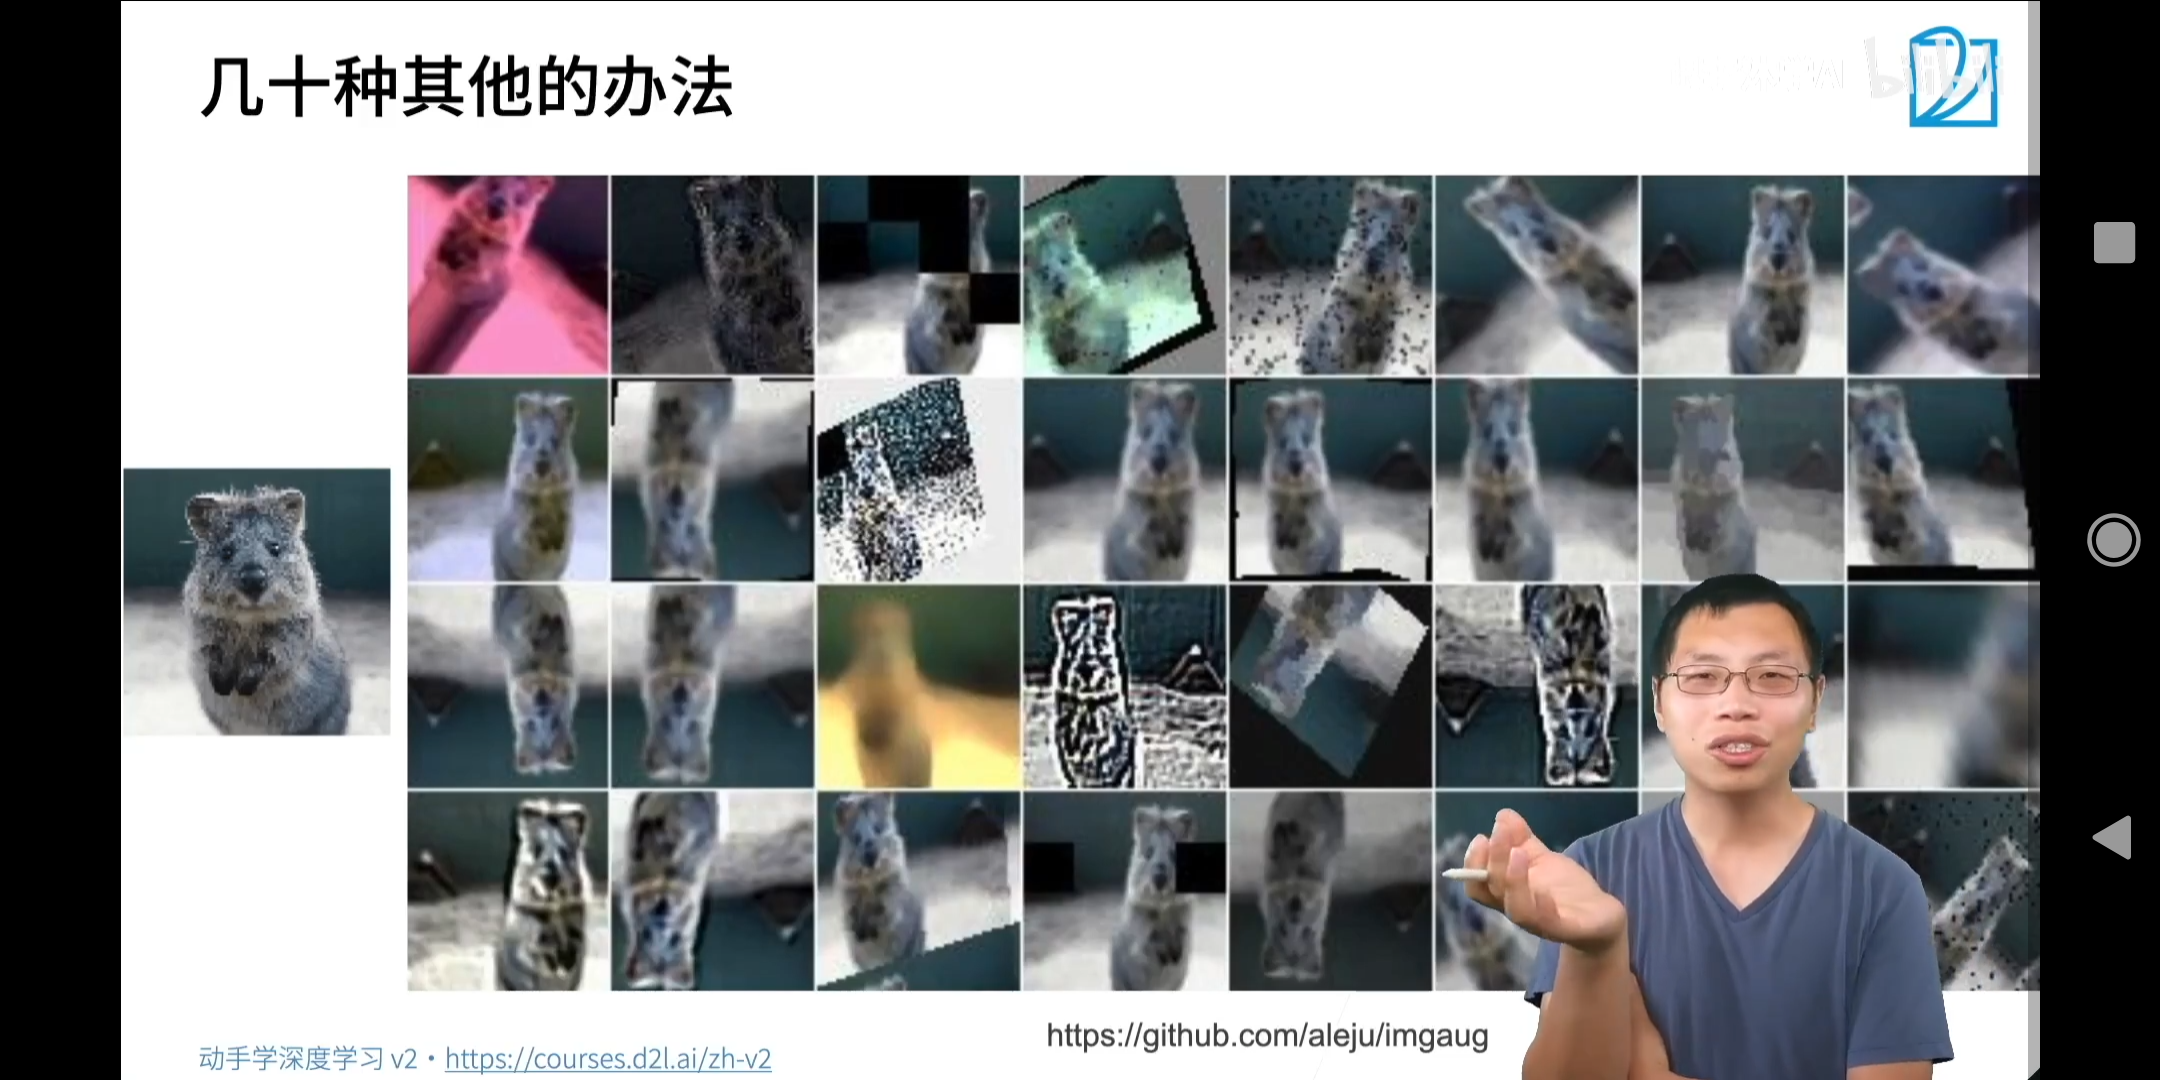 几十种其他的办法
bilibili
https://github.com/aleju/imgaug
动手学深度学习 v2 • https://courses.d2l.ai/zh-v2